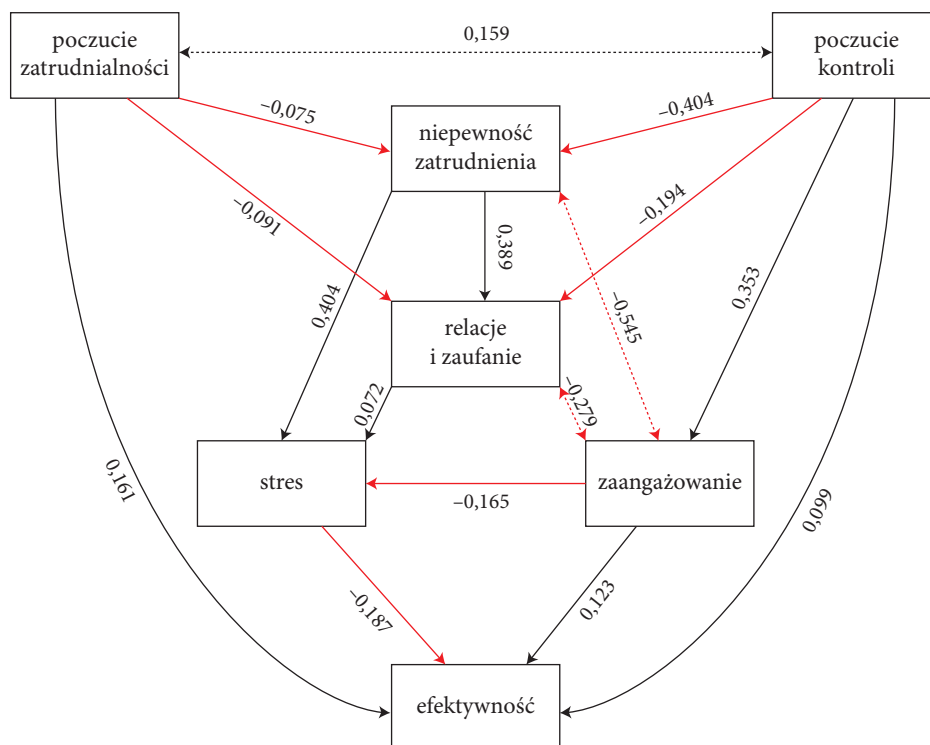 poczucie
zatrudnialności
0,159
poczucie
kontroli
–0,075
–0,404
niepewność
zatrudnienia
–0,091
–0,194
0,389
0,404
–0,545
0,353
relacje
i zaufanie
0,072
–0,279
stres
–0,165
zaangażowanie
0,161
0,099
–0,187
0,123
efektywność